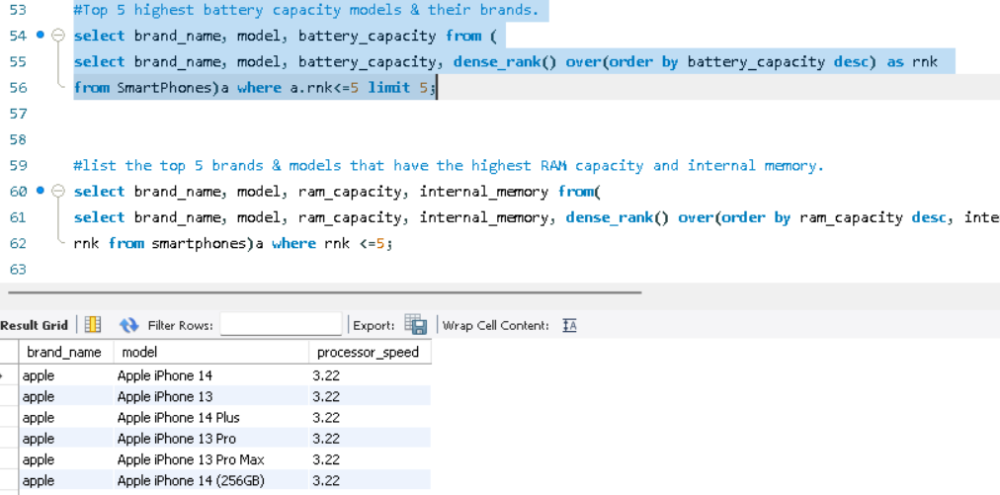 53 #Top 5 highest battery capacity models & their brands.
54 select brand_name, model, battery_capacity from (
55 select brand_name, model, battery_capacity, dense_rank() over(order by battery_capacity desc) as rnk
56 from SmartPhones)a where a.rnk<=5 limit 5;
57
58
59 #list the top 5 brands & models that have the highest RAM capacity and internal memory.
60 select brand_name, model, ram_capacity, internal_memory from(
61 select brand_name, model, ram_capacity, internal_memory, dense_rank() over(order by ram_capacity desc, inte
62 rnk from smartphones)a where rnk <=5;
63
Result Grid Filter Rows: Export: Wrap Cell Content: IA
brand_name model processor_speed
apple Apple iPhone 14 3.22
apple Apple iPhone 13 3.22
apple Apple iPhone 14 Plus 3.22
apple Apple iPhone 13 Pro 3.22
apple Apple iPhone 13 Pro Max 3.22
apple Apple iPhone 14 (256GB) 3.22